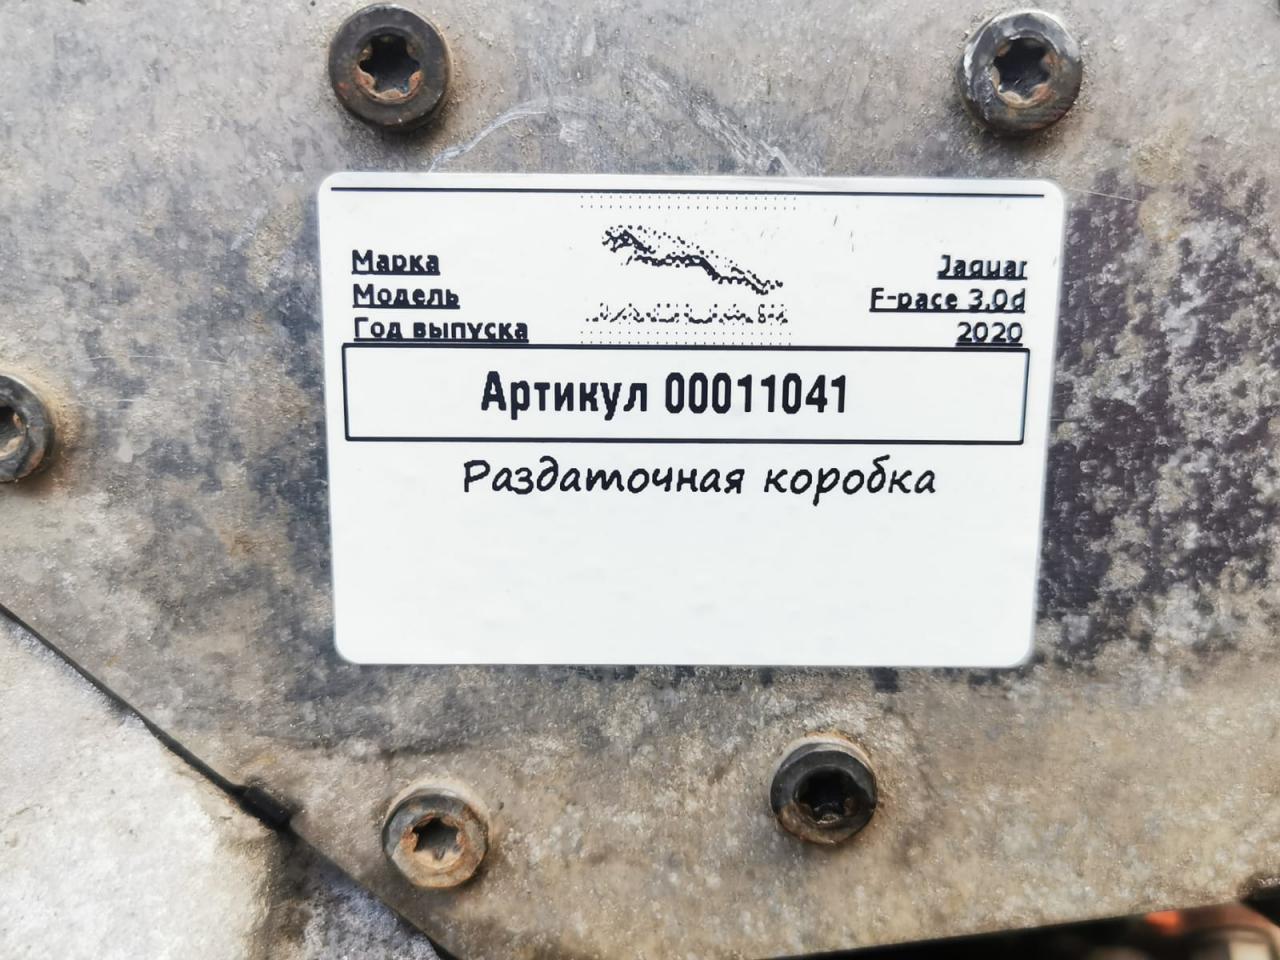 Марка Jaguar
Модель F-pace 3.0d
Год выпуска 2020
Артикул 00011041
Раздаточная коробка